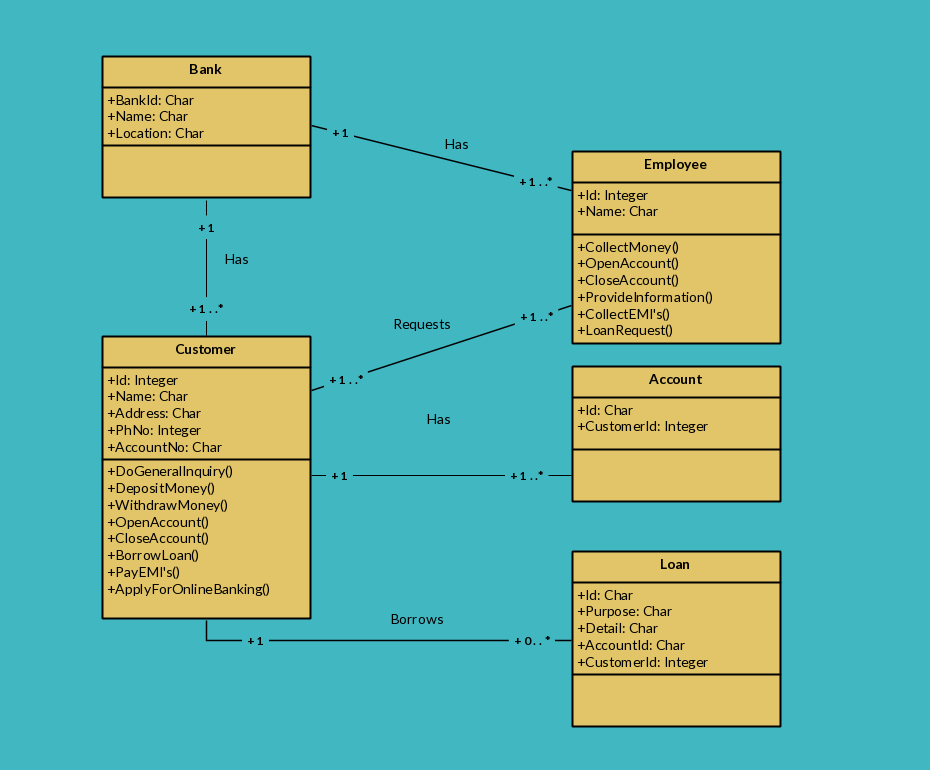 Bank
+BankId: Char
+Name: Char
+Location: Char
+1
Has
+1..*
Employee
+Id: Integer
+Name: Char
+CollectMoney()
+OpenAccount()
+CloseAccount()
+ProvideInformation()
+CollectEMI's()
+LoanRequest()
+1
Has
+1..*
Requests
+1..*
+1..*
Customer
+Id: Integer
+Name: Char
+Address: Char
+PhNo: Integer
+AccountNo: Char
+DoGeneralInquiry()
+DepositMoney()
+WithdrawMoney()
+OpenAccount()
+CloseAccount()
+BorrowLoan()
+PayEMI's()
+ApplyForOnlineBanking()
Has
+1
+1..*
Account
+Id: Char
+CustomerId: Integer
Borrows
+1
+0..*
Loan
+Id: Char
+Purpose: Char
+Detail: Char
+AccountId: Char
+CustomerId: Integer